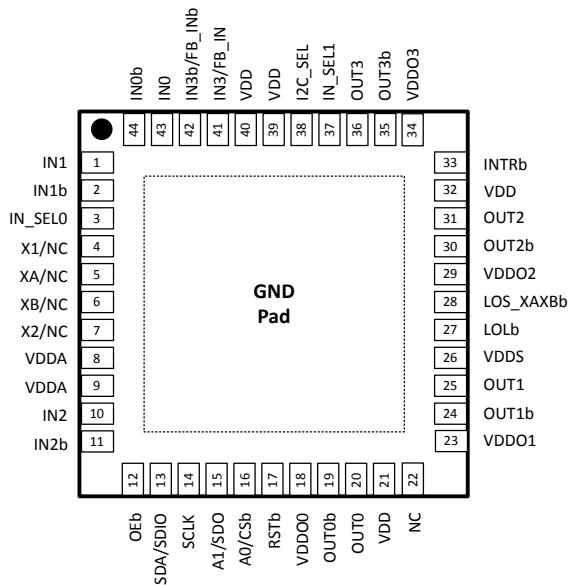 IN0b
IN0
IN3b/FB_INb
IN3/FB_IN
VDD
VDD
I2C_SEL
IN_SEL1
OUT3
OUT3b
VDDO3
44
43
42
41
40
39
38
37
36
35
34
IN1 1
IN1b 2
IN_SEL0 3
X1/NC 4
XA/NC 5
XB/NC 6
X2/NC 7
VDDA 8
VDDA 9
IN2 10
IN2b 11
GND
Pad
33 INTRb
32 VDD
31 OUT2
30 OUT2b
29 VDDO2
28 LOS_XAXBb
27 LOLb
26 VDDS
25 OUT1
24 OUT1b
23 VDDO1
12
13
14
15
16
17
18
19
20
21
22
OEb
SDA/SDIO
SCLK
A1/SDO
A0/CSb
RSTb
VDDO0
OUT0b
OUT0
VDD
NC